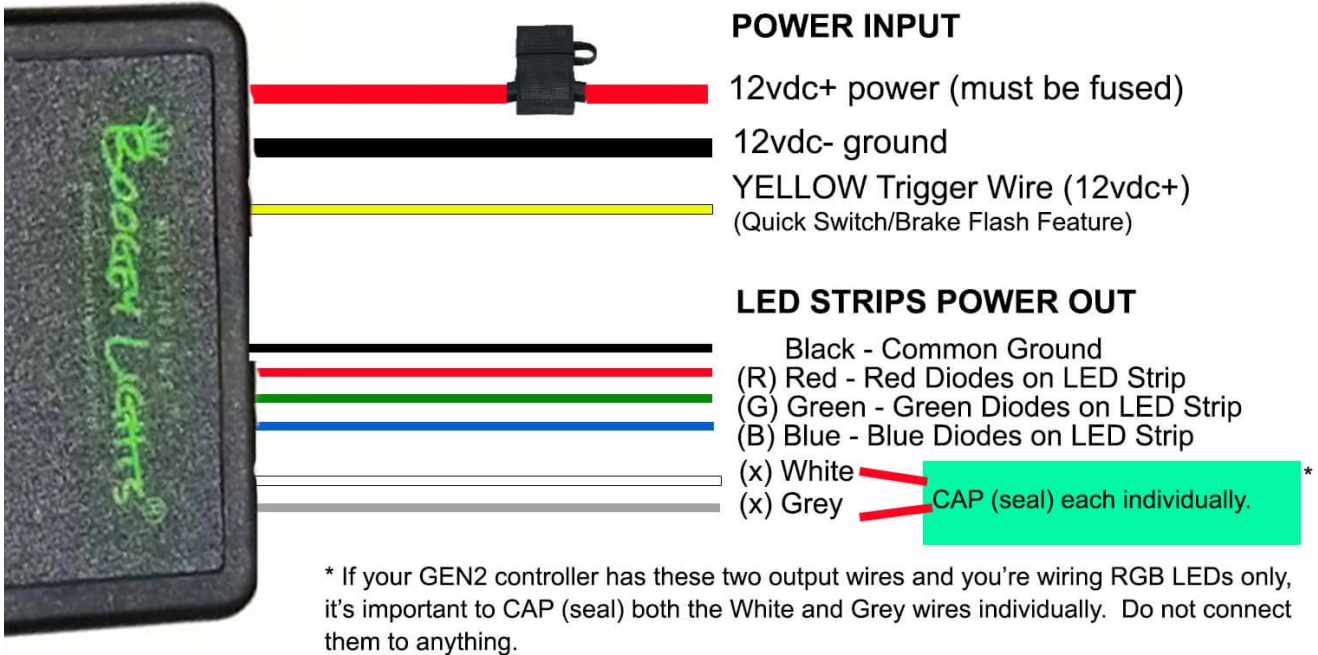 BOOGEY LIGHTS®
POWER INPUT
12vdc+ power (must be fused)
12vdc- ground
YELLOW Trigger Wire (12vdc+)
(Quick Switch/Brake Flash Feature)
LED STRIPS POWER OUT
Black - Common Ground
(R) Red - Red Diodes on LED Strip
(G) Green - Green Diodes on LED Strip
(B) Blue - Blue Diodes on LED Strip
(x) White
(x) Grey
CAP (seal) each individually.
*
* If your GEN2 controller has these two output wires and you're wiring RGB LEDs only,
it's important to CAP (seal) both the White and Grey wires individually. Do not connect
them to anything.